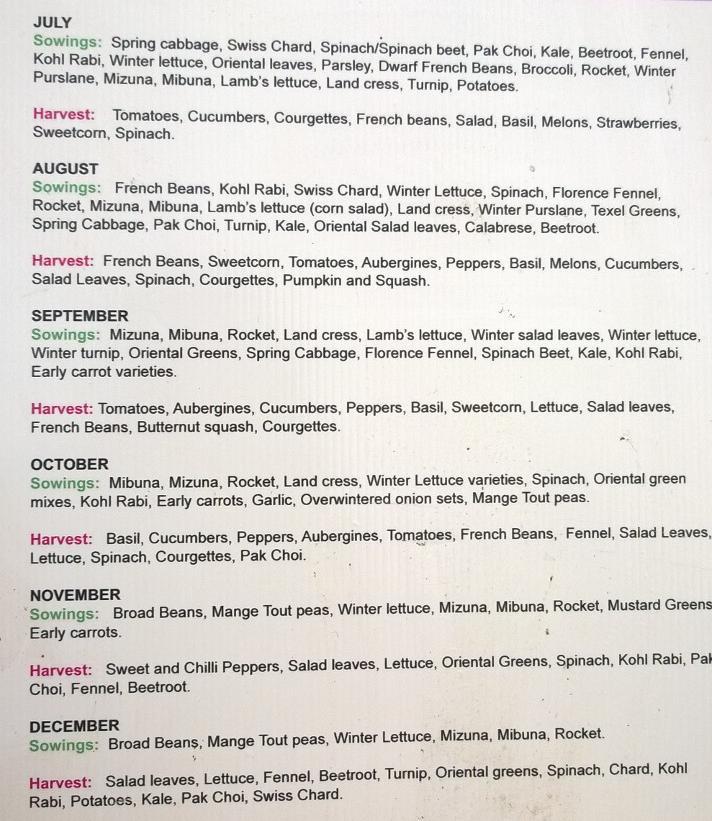 JULY
Sowings: Spring cabbage, Swiss Chard, Spinach/Spinach beet, Pak Choi, Kale, Beetroot, Fennel,
Kohl Rabi, Winter lettuce, Oriental leaves, Parsley, Dwarf French Beans, Broccoli, Rocket, Winter
Purslane, Mizuna, Mibuna, Lamb's lettuce, Land cress, Turnip, Potatoes.
Harvest: Tomatoes, Cucumbers, Courgettes, French beans, Salad, Basil, Melons, Strawberries,
Sweetcorn, Spinach.
AUGUST
Sowings: French Beans, Kohl Rabi, Swiss Chard, Winter Lettuce, Spinach, Florence Fennel,
Rocket, Mizuna, Mibuna, Lamb's lettuce (corn salad), Land cress, Winter Purslane, Texel Greens,
Spring Cabbage, Pak Choi, Turnip, Kale, Oriental Salad leaves, Calabrese, Beetroot.
Harvest: French Beans, Sweetcorn, Tomatoes, Aubergines, Peppers, Basil, Melons, Cucumbers,
Salad Leaves, Spinach, Courgettes, Pumpkin and Squash.
SEPTEMBER
Sowings: Mizuna, Mibuna, Rocket, Land cress, Lamb's lettuce, Winter salad leaves, Winter lettuce,
Winter turnip, Oriental Greens, Spring Cabbage, Florence Fennel, Spinach Beet, Kale, Kohl Rabi,
Early carrot varieties.
Harvest: Tomatoes, Aubergines, Cucumbers, Peppers, Basil, Sweetcorn, Lettuce, Salad leaves,
French Beans, Butternut squash, Courgettes.
OCTOBER
Sowings: Mibuna, Mizuna, Rocket, Land cress, Winter Lettuce varieties, Spinach, Oriental green
mixes, Kohl Rabi, Early carrots, Garlic, Overwintered onion sets, Mange Tout peas.
Harvest: Basil, Cucumbers, Peppers, Aubergines, Tomatoes, French Beans, Fennel, Salad Leaves,
Lettuce, Spinach, Courgettes, Pak Choi.
NOVEMBER
Sowings: Broad Beans, Mange Tout peas, Winter lettuce, Mizuna, Mibuna, Rocket, Mustard Greens
Early carrots.
Harvest: Sweet and Chilli Peppers, Salad leaves, Lettuce, Oriental Greens, Spinach, Kohl Rabi, Pak
Choi, Fennel, Beetroot.
DECEMBER
Sowings: Broad Beans, Mange Tout peas, Winter Lettuce, Mizuna, Mibuna, Rocket.
Harvest: Salad leaves, Lettuce, Fennel, Beetroot, Turnip, Oriental greens, Spinach, Chard, Kohl
Rabi, Potatoes, Kale, Pak Choi, Swiss Chard.